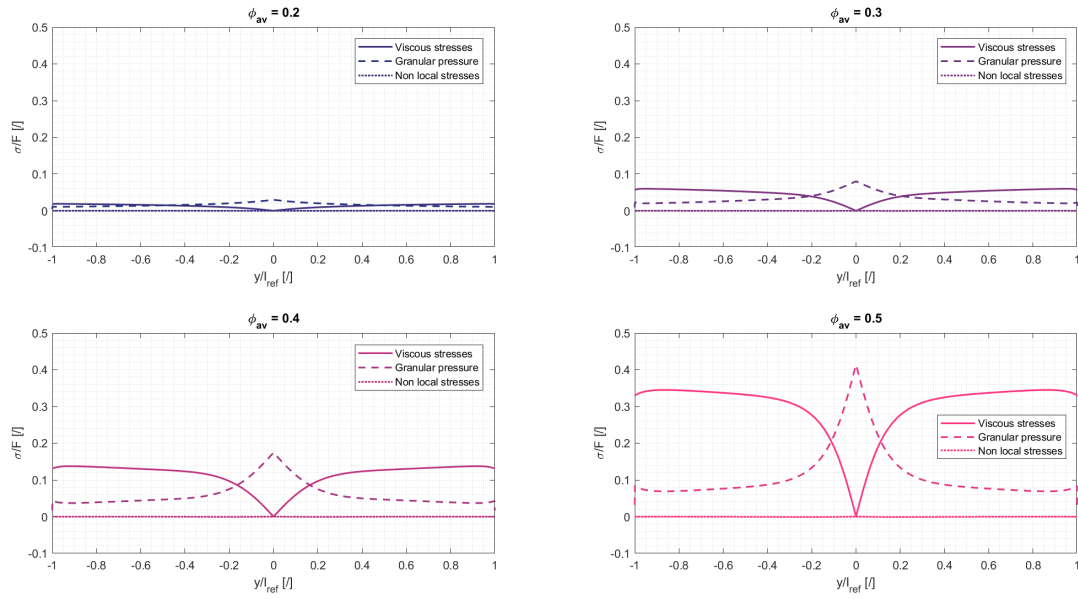 ϕav = 0.2
0.5
0.4
0.3
0.2
0.1
0
-0.1
σ/F [/]
Viscous stresses
Granular pressure
Non local stresses
-1 -0.8 -0.6 -0.4 -0.2 0 0.2 0.4 0.6 0.8 1
y/lref [/]
ϕav = 0.3
0.5
0.4
0.3
0.2
0.1
0
-0.1
σ/F [/]
Viscous stresses
Granular pressure
Non local stresses
-1 -0.8 -0.6 -0.4 -0.2 0 0.2 0.4 0.6 0.8 1
y/lref [/]
ϕav = 0.4
0.5
0.4
0.3
0.2
0.1
0
-0.1
σ/F [/]
Viscous stresses
Granular pressure
Non local stresses
-1 -0.8 -0.6 -0.4 -0.2 0 0.2 0.4 0.6 0.8 1
y/lref [/]
ϕav = 0.5
0.5
0.4
0.3
0.2
0.1
0
-0.1
σ/F [/]
Viscous stresses
Granular pressure
Non local stresses
-1 -0.8 -0.6 -0.4 -0.2 0 0.2 0.4 0.6 0.8 1
y/lref [/]